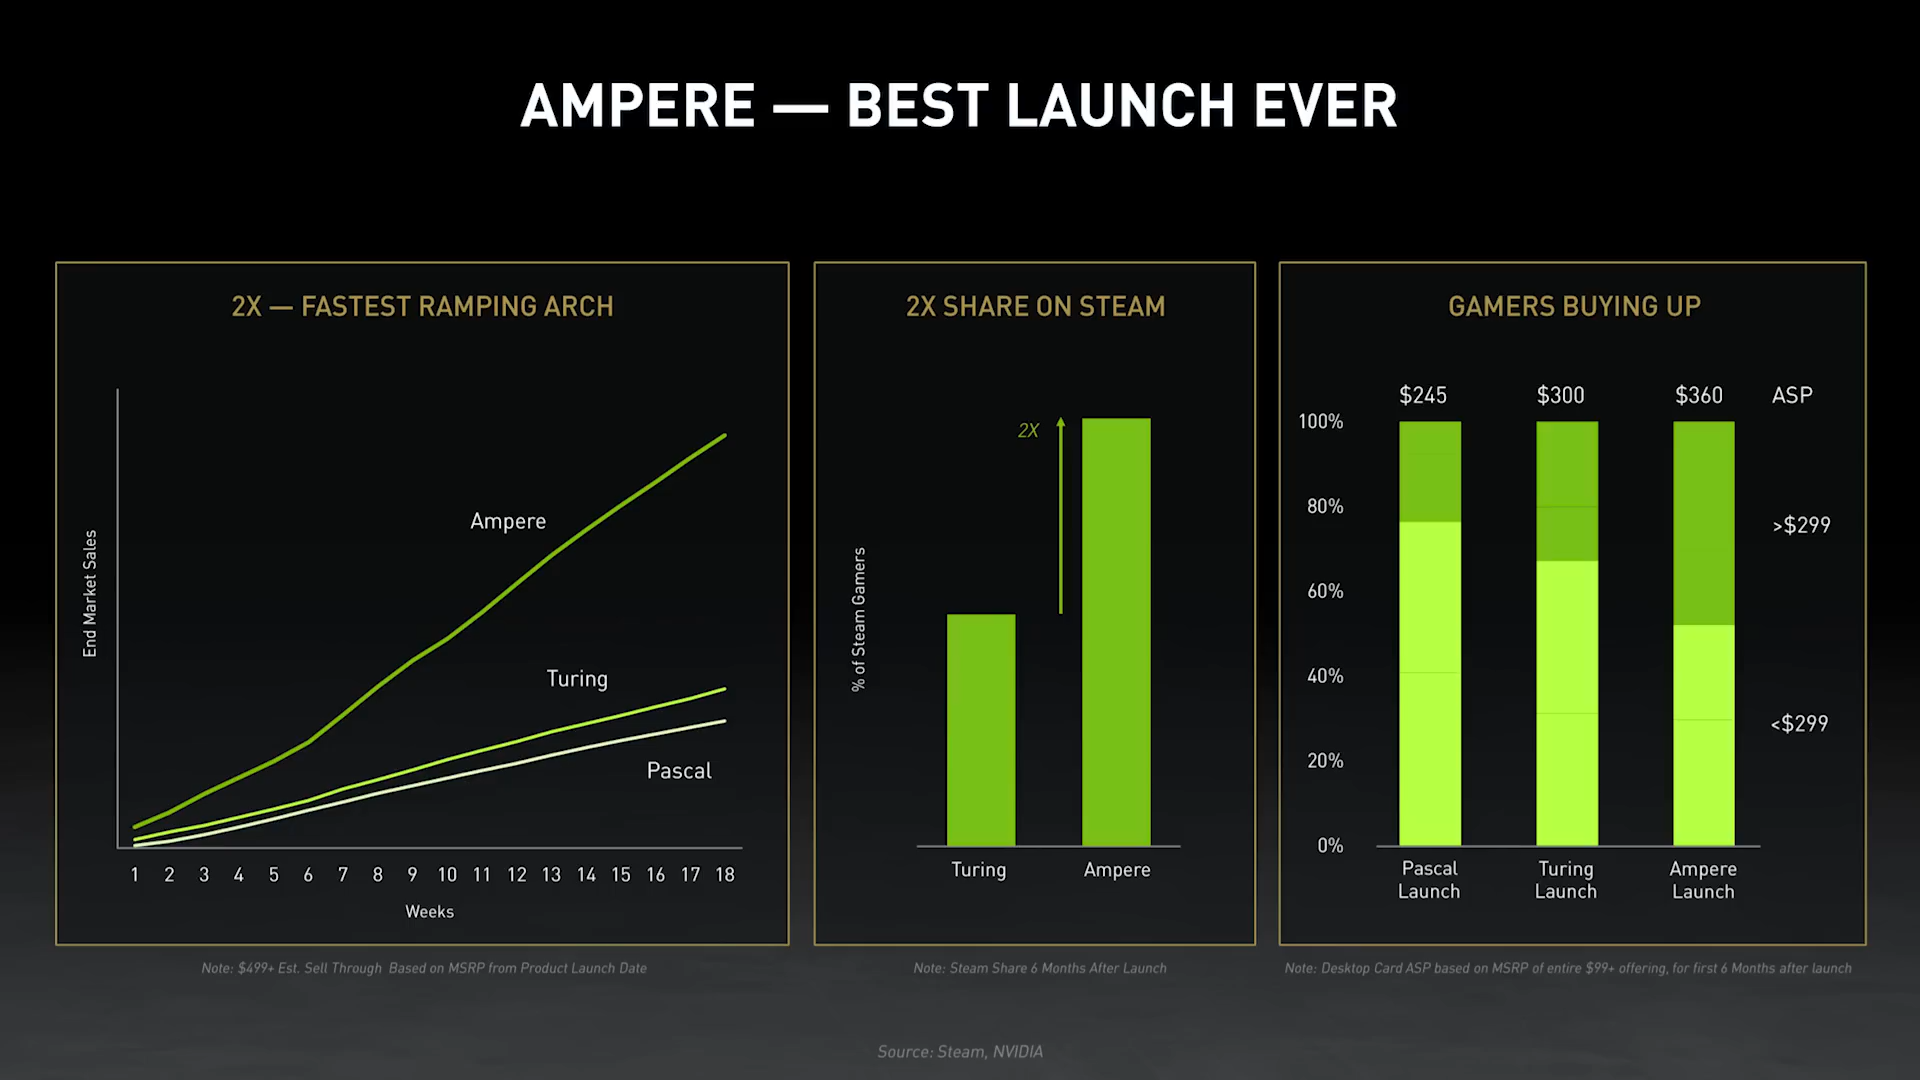 AMPERE — BEST LAUNCH EVER
2X — FASTEST RAMPING ARCH
End Market Sales
Ampere
Turing
Pascal
1 2 3 4 5 6 7 8 9 10 11 12 13 14 15 16 17 18
Weeks
Note: $499+ Est. Sell Through Based on MSRP from Product Launch Date
2X SHARE ON STEAM
% of Steam Gamers
2X
Turing Ampere
Note: Steam Share 6 Months After Launch
GAMERS BUYING UP
$245 $300 $360 ASP
100%
80%
60%
40%
20%
0%
>$299
<$299
Pascal Turing Ampere
Launch Launch Launch
Note: Desktop Card ASP based on MSRP of entire $99+ offering, for first 6 Months after launch
Source: Steam, NVIDIA